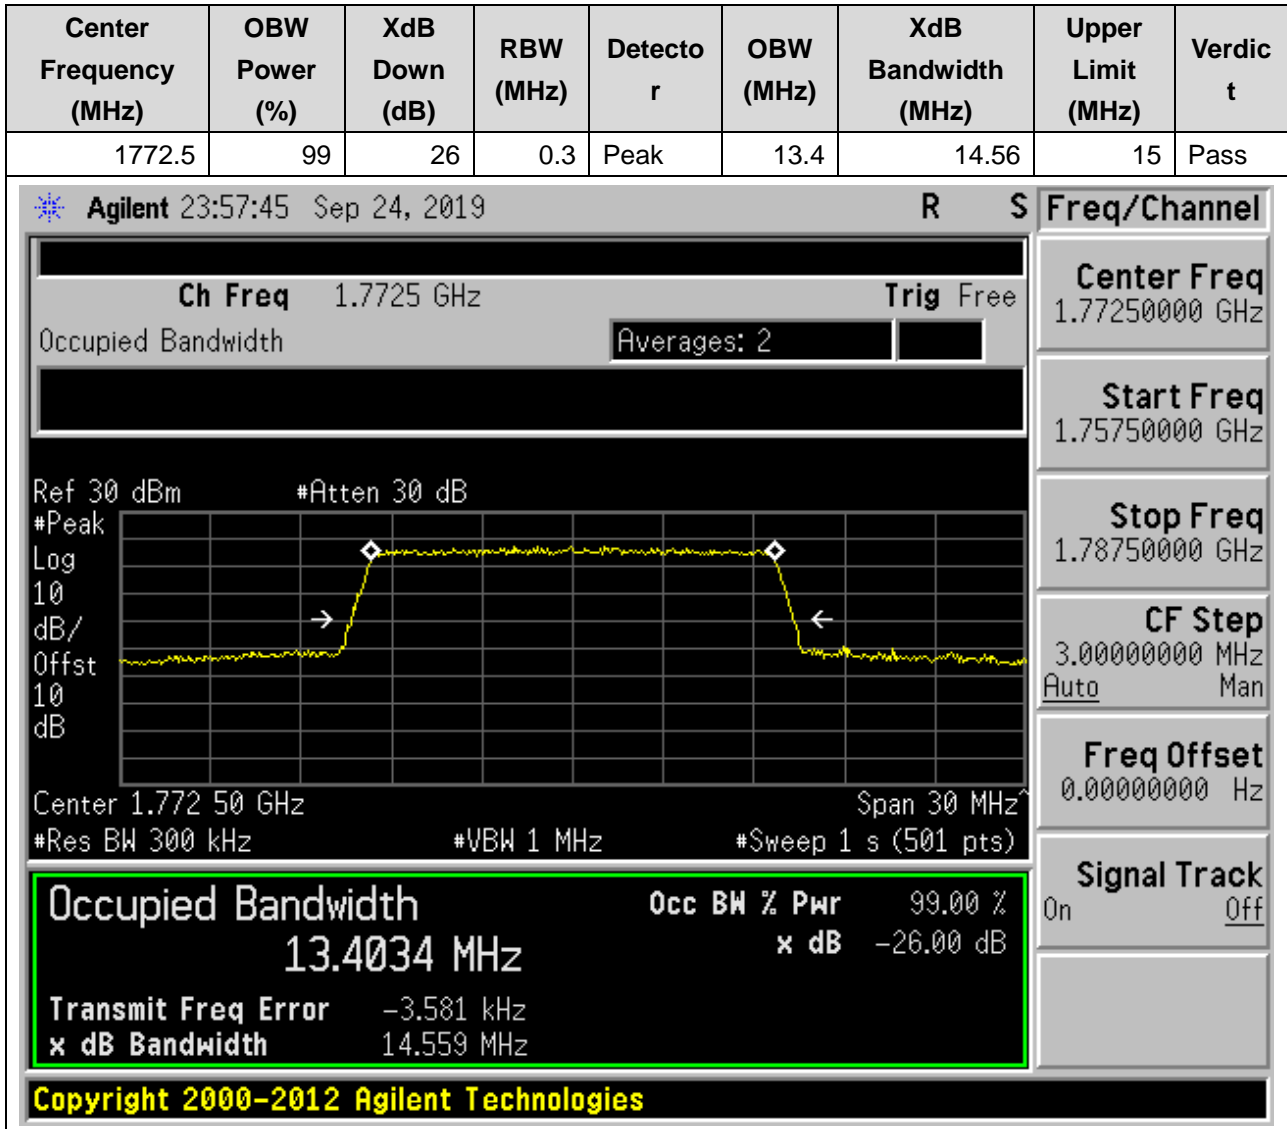 Center Frequency (MHz) OBW Power (%) XdB Down (dB) RBW (MHz) Detecto r OBW (MHz) XdB Bandwidth (MHz) Upper Limit (MHz) Verdic t
1772.5 99 26 0.3 Peak 13.4 14.56 15 Pass
Agilent 23:57:45 Sep 24, 2019 R S
Ch Freq 1.7725 GHz Trig Free
Occupied Bandwidth Averages: 2
Ref 30 dBm #Atten 30 dB
#Peak
Log
10
dB/
Offst
10
dB
Center 1.772 50 GHz Span 30 MHz^
#Res BW 300 kHz #VBW 1 MHz #Sweep 1 s (501 pts)
Occupied Bandwidth Occ BW % Pwr 99.00 %
13.4034 MHz x dB -26.00 dB
Transmit Freq Error -3.581 kHz
x dB Bandwidth 14.559 MHz
Copyright 2000-2012 Agilent Technologies
Freq/Channel
Center Freq
1.77250000 GHz
Start Freq
1.75750000 GHz
Stop Freq
1.78750000 GHz
CF Step
3.00000000 MHz
Auto Man
Freq Offset
0.00000000 Hz
Signal Track
On Off